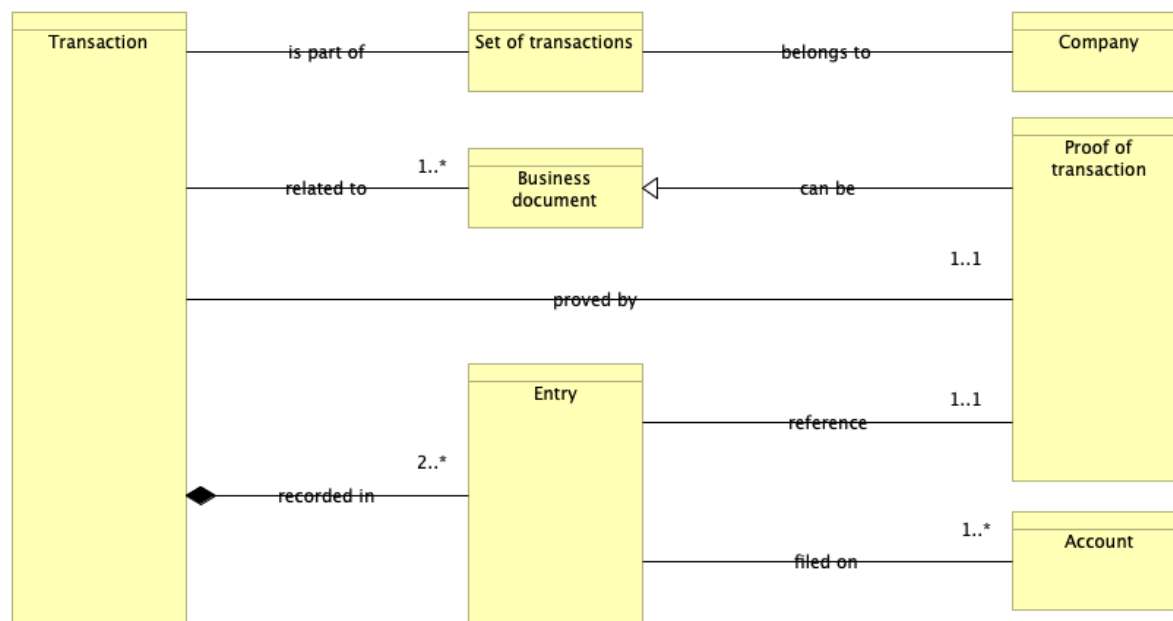 Transaction
is part of
Set of transactions
belongs to
Company
1..*
related to
Business
document
can be
Proof of
transaction
1..1
proved by
Entry
1..1
reference
2..*
recorded in
1..*
filed on
Account